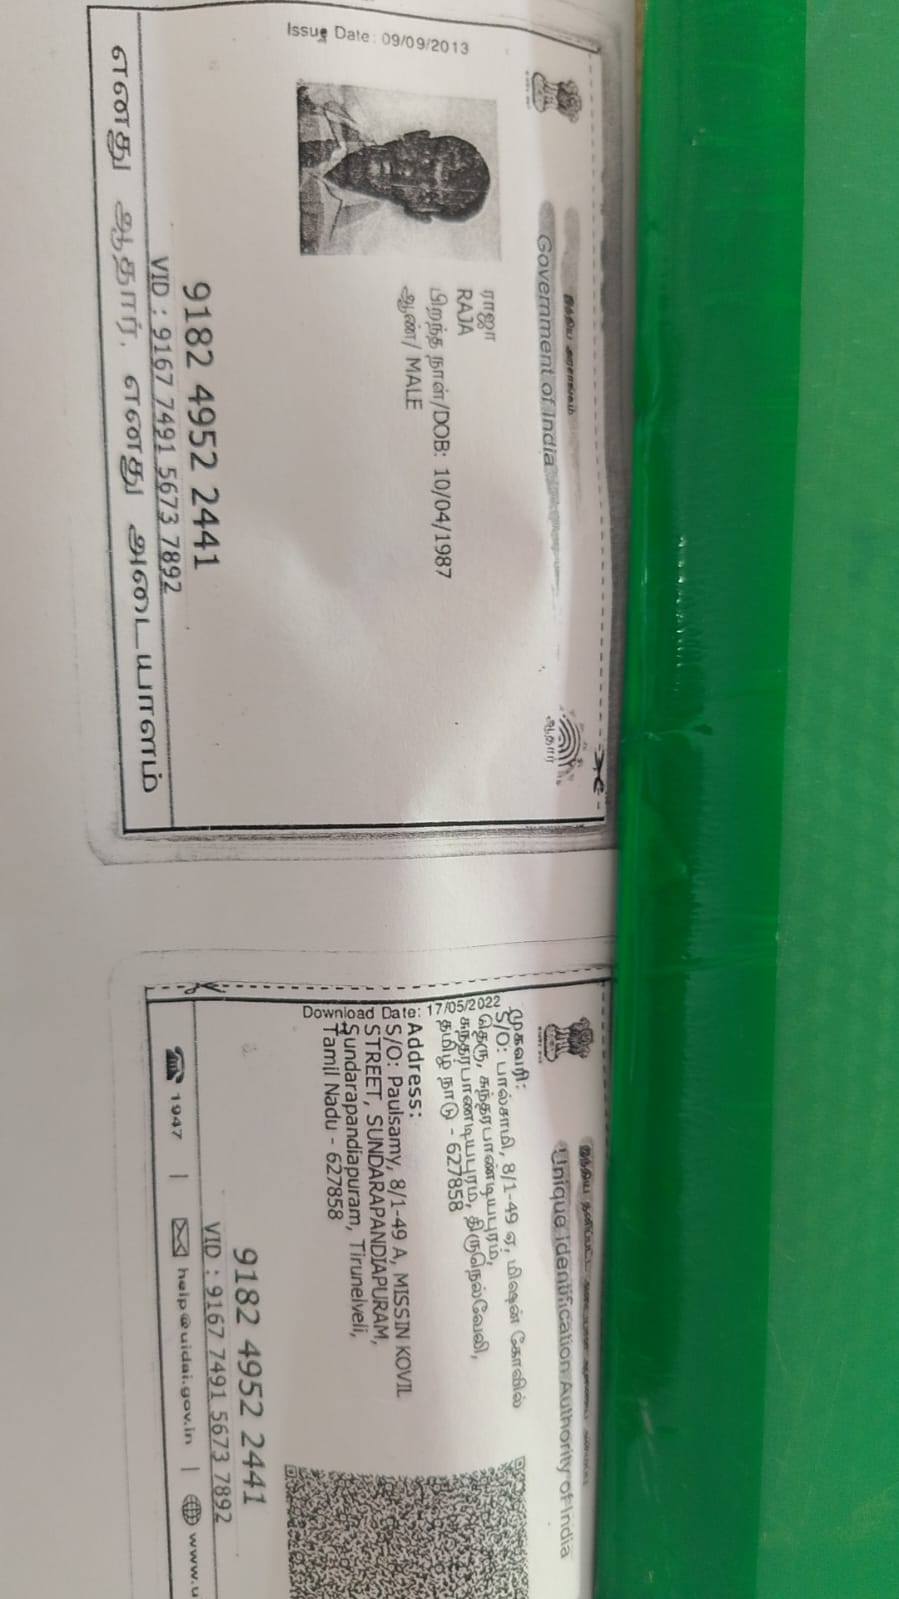 Issue Date: 09/09/2013
இந்திய அரசாங்கம்
Government of India
ராஜா
RAJA
பிறந்த நாள்/DOB: 10/04/1987
ஆண்/ MALE
ஆதார்
9182 4952 2441
VID : 9167 7491 5673 7892
எனது ஆதார், எனது அடையாளம்
Unique Identification Authority of India
முகவரி:
S/O: பால்சாமி, 8/1-49 ஏ, மிஷன் கோவில்
தெரு, சுந்தரபாண்டியபுரம்,
சுந்தரபாண்டியபுரம், திருநெல்வேலி,
தமிழ் நாடு - 627858
Download Date: 17/05/2022
Address:
S/O: Paulsamy, 8/1-49 A, MISSIN KOVIL
STREET, SUNDARAPANDIAPURAM,
Sundarapandiapuram, Tirunelveli,
Tamil Nadu - 627858
9182 4952 2441
VID : 9167 7491 5673 7892
1947 | help@uidai.gov.in | www.u